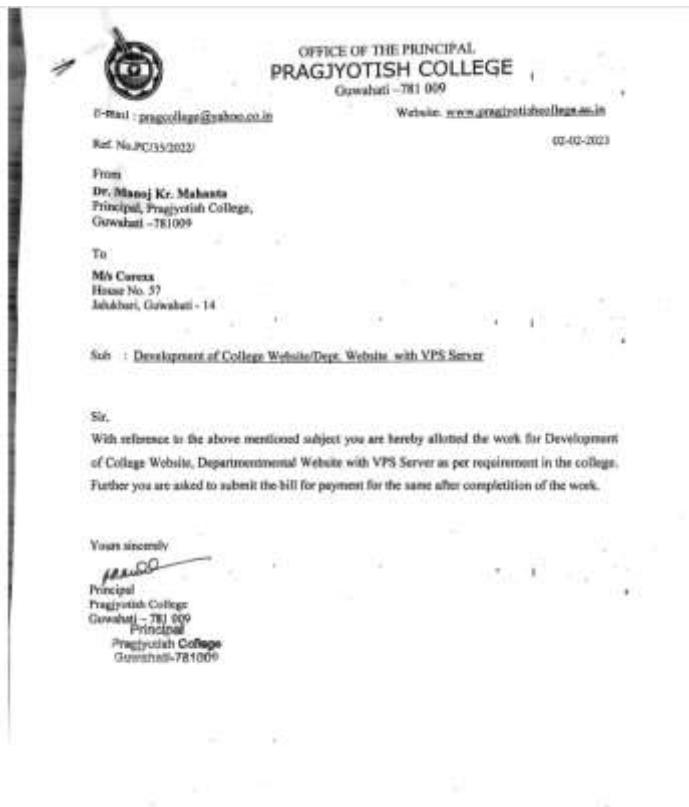 OFFICE OF THE PRINCIPAL
PRAGJYOTISH COLLEGE
Guwahati –781 009
E-Mail : pragcollege@yahoo.co.in
Website: www.pragjyotishcollege.ac.in
Ref. No.PC/35/2022/
02-02-2023
From
Dr. Manoj Kr. Mahanta
Principal, Pragjyotish College,
Guwahati –781009
To
M/s
House No. 57
Jalukbari, Guwahati - 14
Sub : Development of College Website/Dept. Website with VPS Server
Sir,
With reference to the above mentioned subject you are hereby allotted the work for Development
of College Website, Departmentmental Website with VPS Server as per requirement in the college.
Further you are asked to submit the bill for payment for the same after completition of the work.
Yours sincerely
Principal
Pragjyotish College
Guwahati – 781 009
Principal
Pragjyotish College
Guwahati-781009